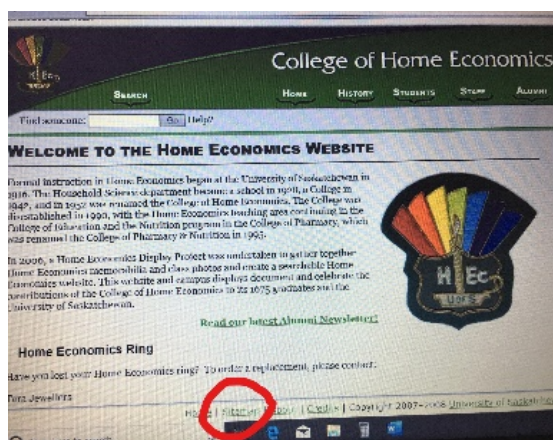 College of Home Economics
H Ec
SEARCH
HOME HISTORY STUDENTS STAFF ALUMNI
Find someone: Go Help?
WELCOME TO THE HOME ECONOMICS WEBSITE
Formal instruction in Home Economics began at the University of Saskatchewan in
1916. The Household Science department became a school in 1928, a College in
and in 1952 was renamed the College of Home Economics. The College was
disestablished in 1990, with the Home Economics teaching area continuing in the
College of Education and the Nutrition program in the College of Pharmacy, which
was renamed the College of Pharmacy & Nutrition in 1995.
In 2006, a Home Economics Display Project was undertaken to gather together
Home Economics memorabilia and class photos and create a searchable Home
Economics website. This website and campus displays document and celebrate the
contributions of the College of Home Economics to its 1675 graduates and the
University of Saskatchewan.
H Ec
U of S
Read our latest Alumni Newsletter!
Home Economics Ring
Have you lost your Home Economics ring? To order a replacement, please contact:
Tara Jewellers
Home | Sitemap | | Credits | Copyright 2007-2008 University of Saskatchewan